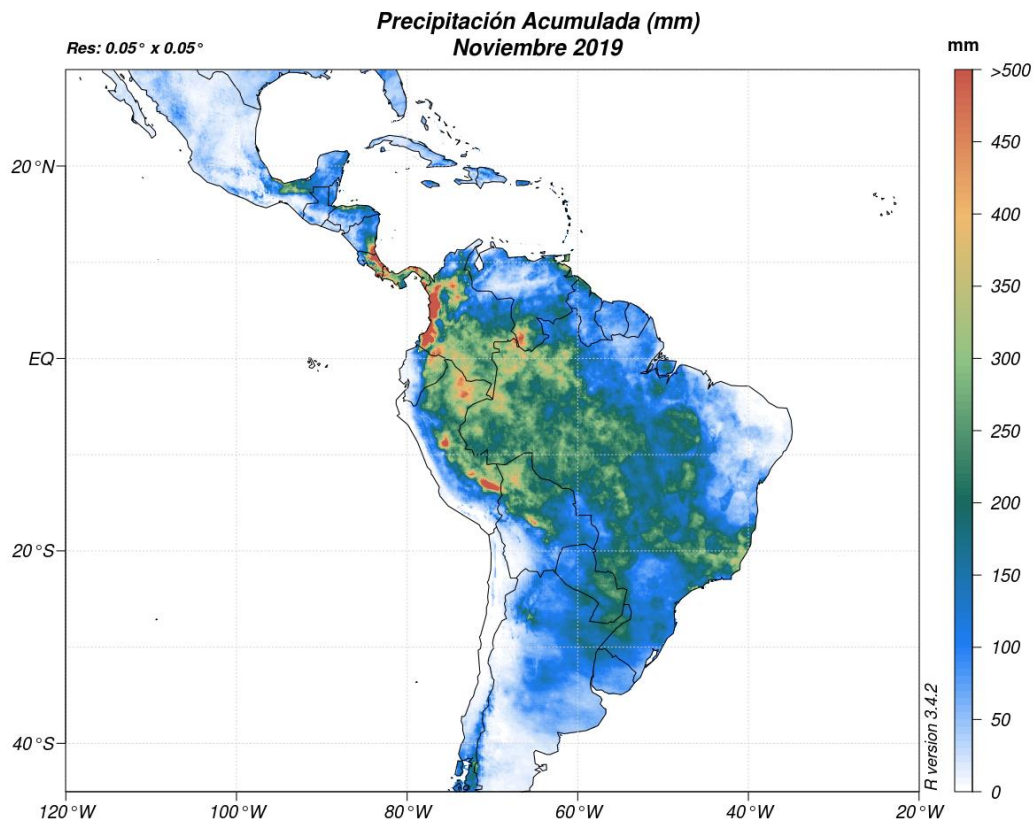 Precipitación Acumulada (mm)
Noviembre 2019
Res: 0.05° x 0.05°
mm
>500
450
400
350
300
250
200
150
100
50
0
20°N
EQ
20°S
40°S
120°W
100°W
80°W
60°W
40°W
20°W
R version 3.4.2